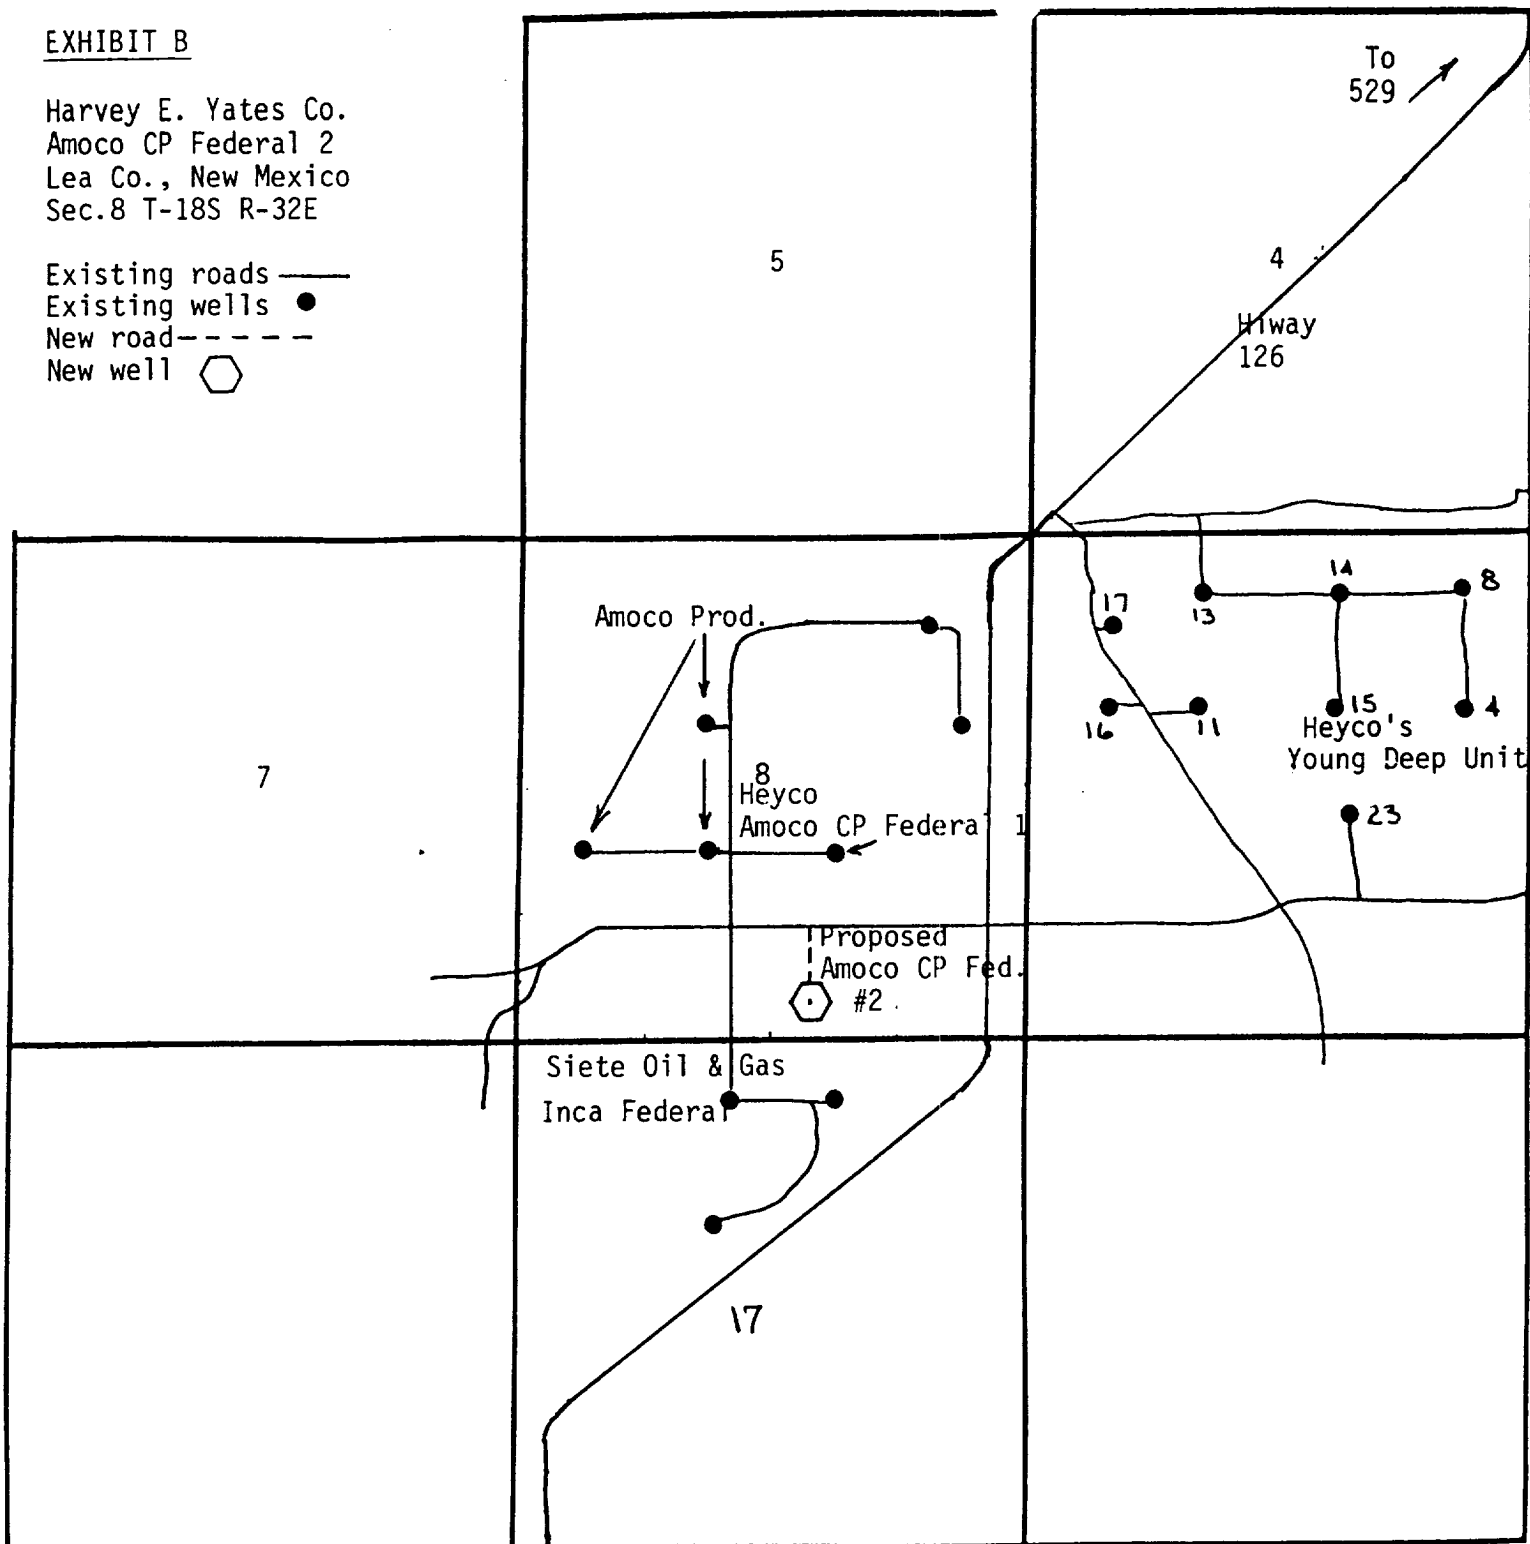 EXHIBIT B
Harvey E. Yates Co.
Amoco CP Federal 2
Lea Co., New Mexico
Sec.8 T-18S R-32E
Existing roads
Existing wells
New road
New well
To
529
5
4
Hiway
126
14
8
17
13
Amoco Prod.
15
4
16
11
Heyco's
Young Deep Unit
7
8
Heyco
Amoco CP Federal 1
23
Proposed
Amoco CP Fed.
#2
Siete Oil & Gas
Inca Federal
17